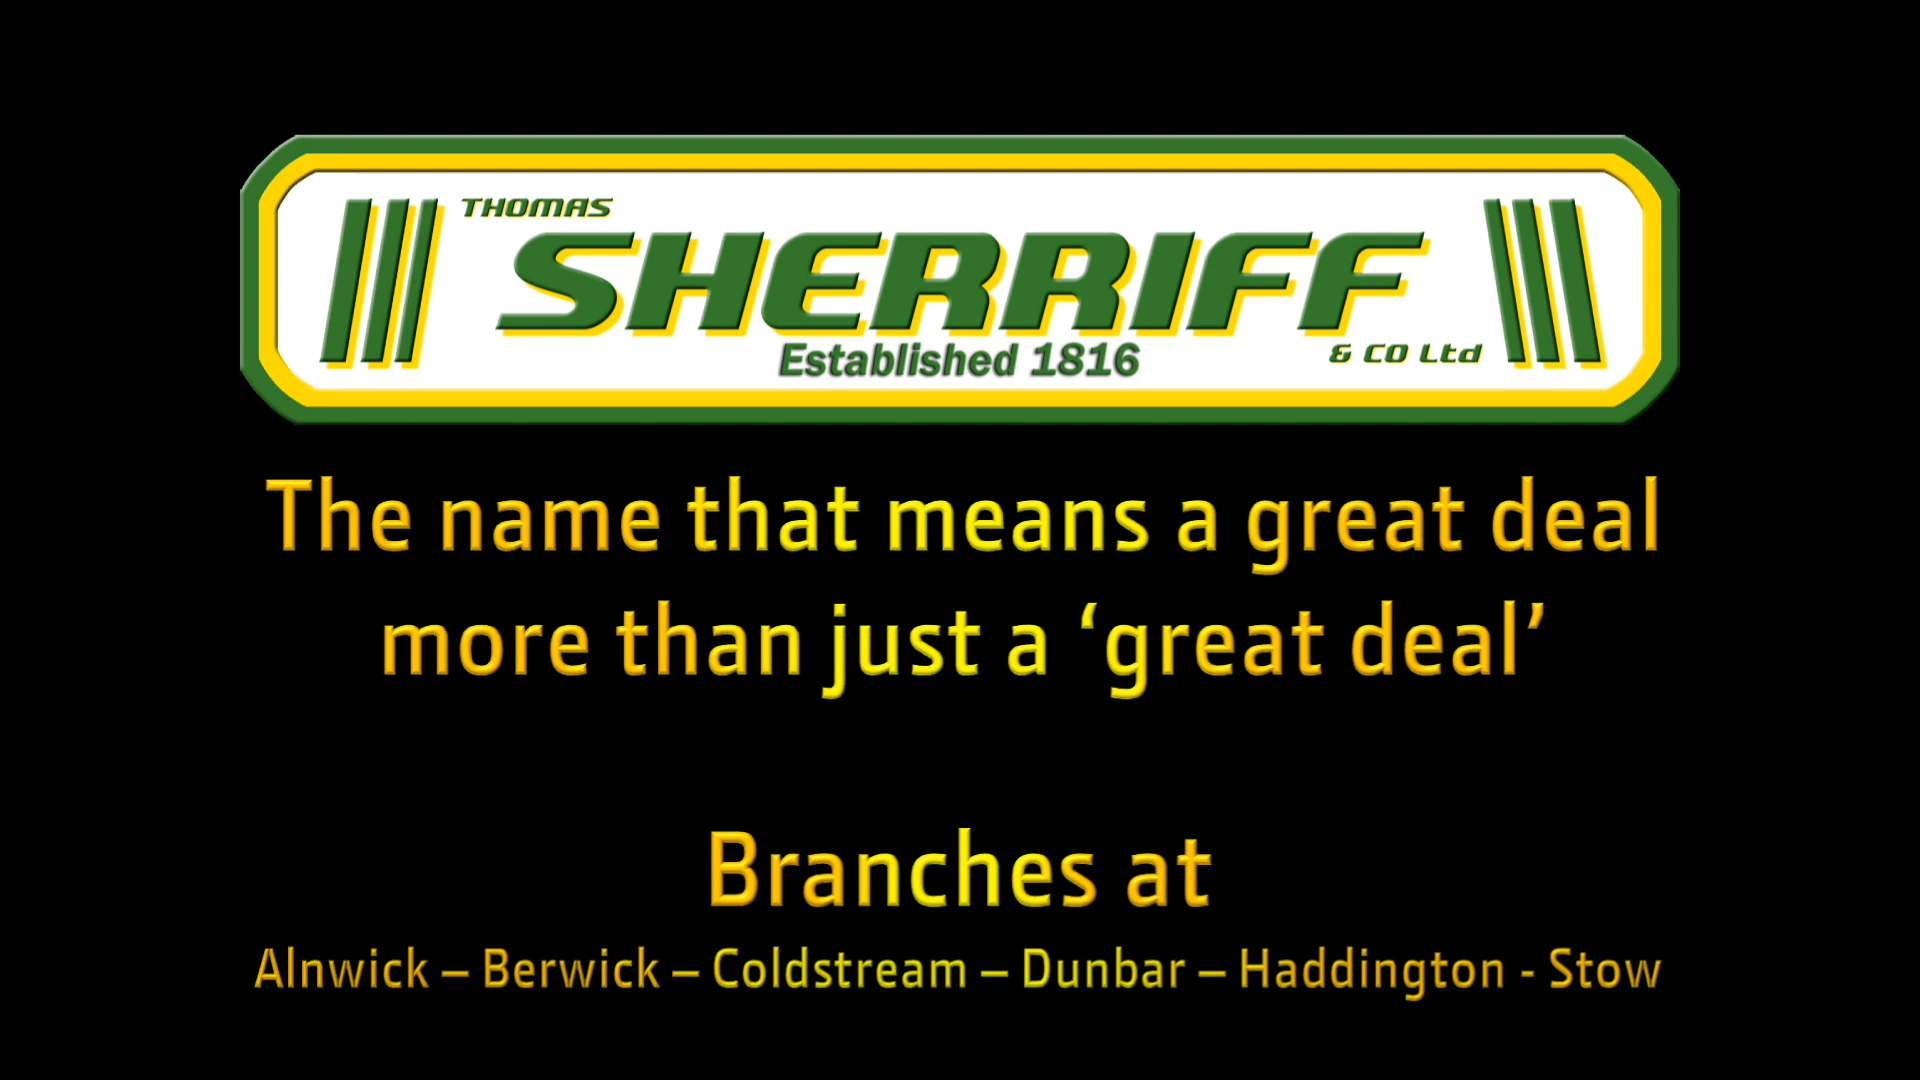 THOMAS
SHERRIFF
& CO Ltd
Established 1816
The name that means a great deal
more than just a ‘great deal’
Branches at
Alnwick – Berwick – Coldstream – Dunbar – Haddington - Stow